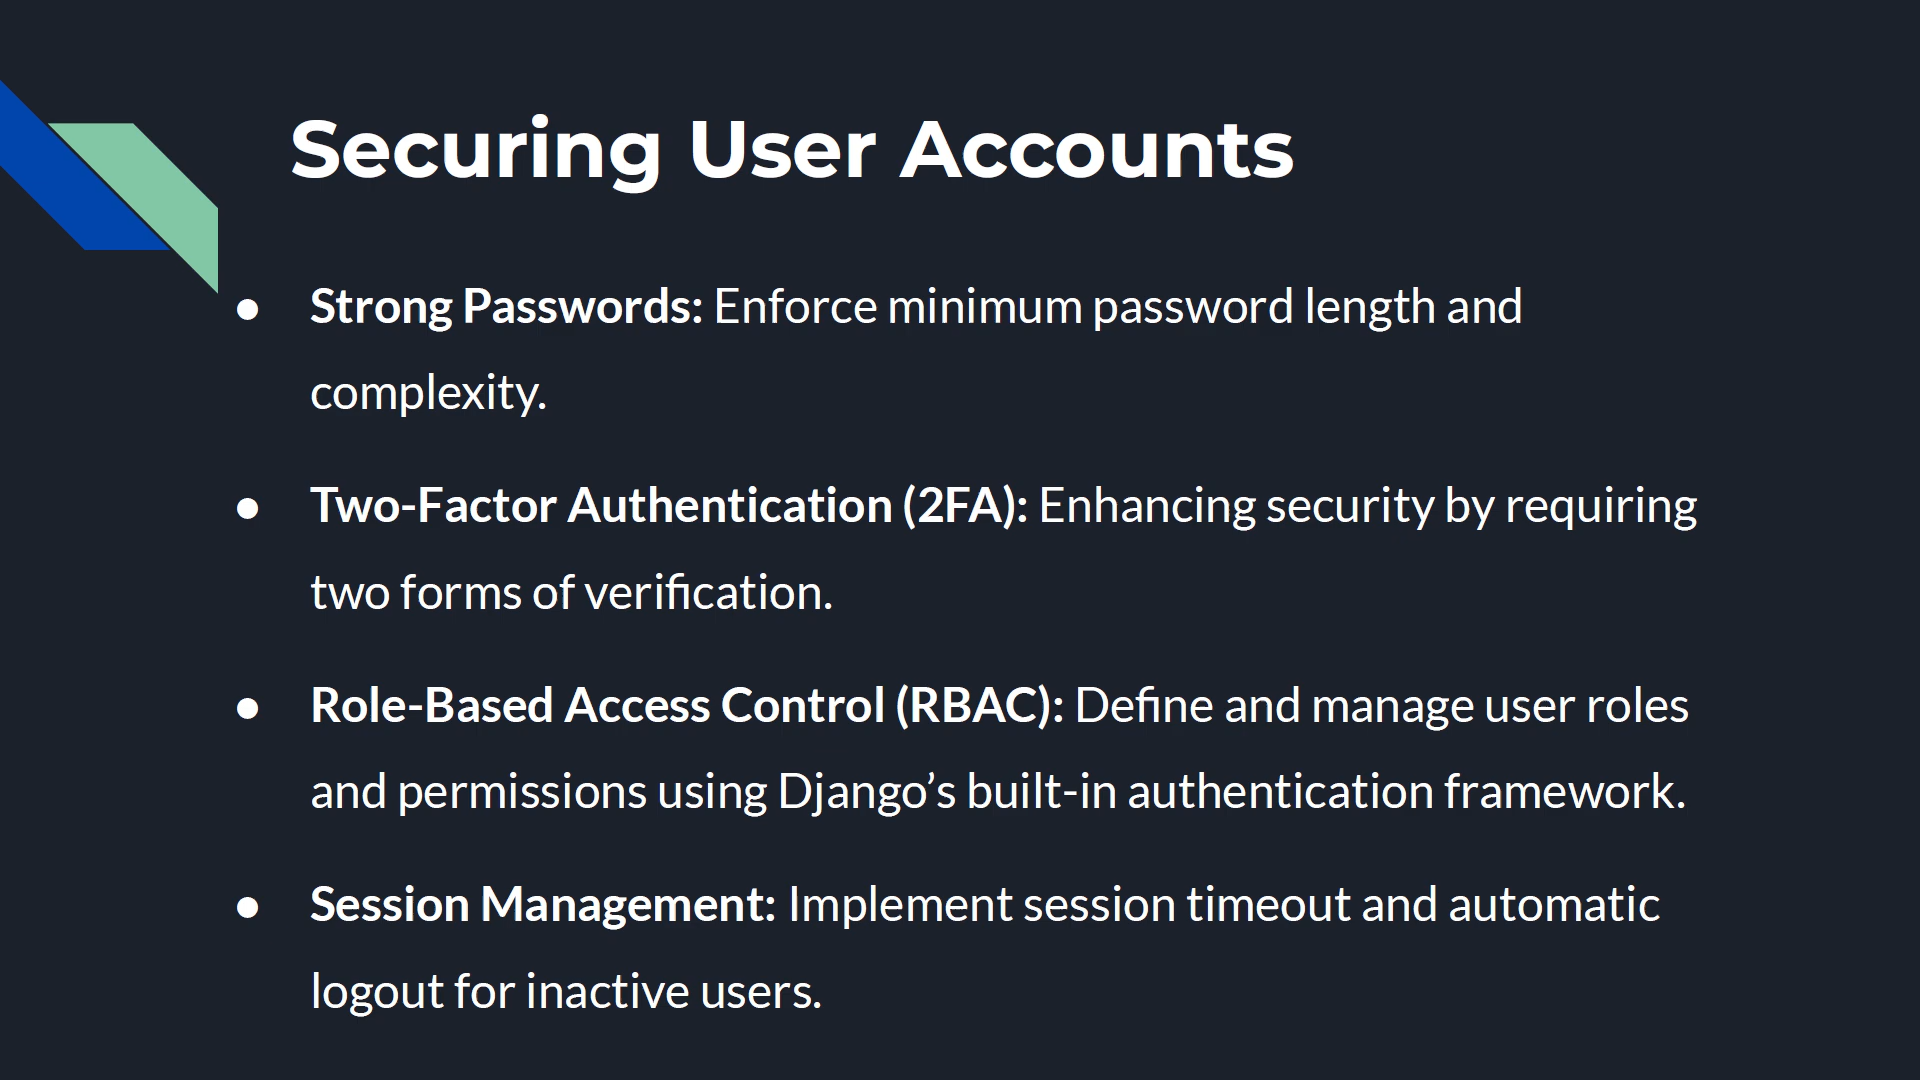 Securing User Accounts
● Strong Passwords: Enforce minimum password length and
complexity.
● Two-Factor Authentication (2FA): Enhancing security by requiring
two forms of verification.
● Role-Based Access Control (RBAC): Define and manage user roles
and permissions using Django’s built-in authentication framework.
● Session Management: Implement session timeout and automatic
logout for inactive users.